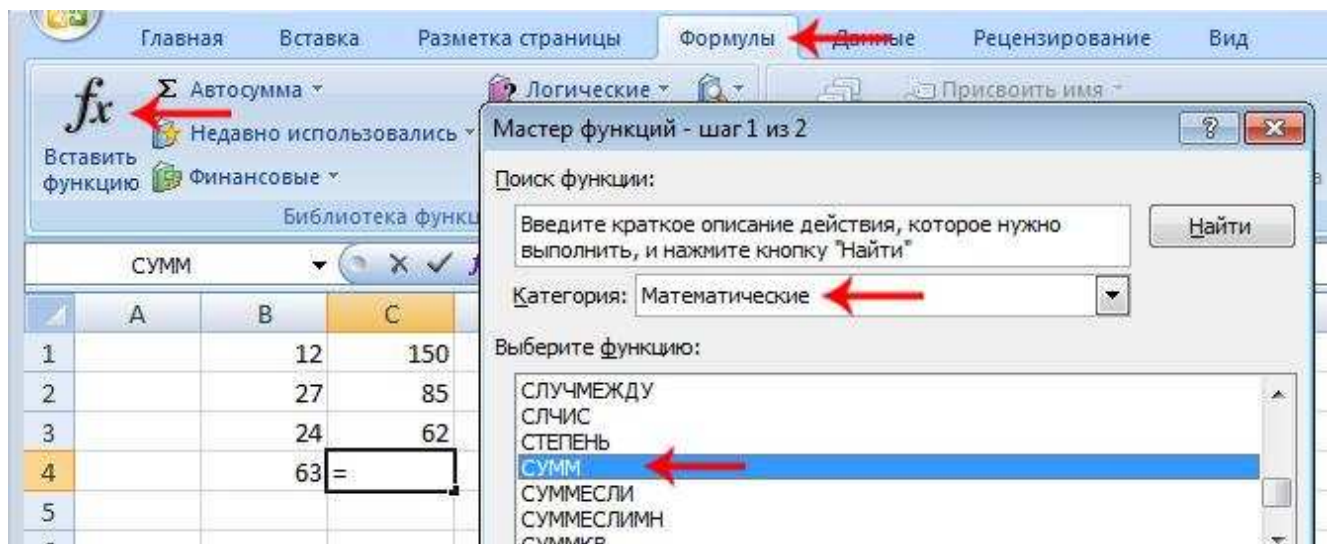 Главная Вставка Разметка страницы Формулы Данные Рецензирование Вид
fx Σ Автосумма Логические Присвоить имя
Недавно использовались
Вставить функцию
Финансовые
Библиотека функц
Мастер функций - шаг 1 из 2
Поиск функции:
Введите краткое описание действия, которое нужно
выполнить, и нажмите кнопку "Найти"
Найти
Категория: Математические
Выберите функцию:
СЛУЧМЕЖДУ
СЛЧИС
СТЕПЕНЬ
СУММ
СУММЕСЛИ
СУММЕСЛИМН
СУММКВ
СУММ
A B C
1 12 150
2 27 85
3 24 62
4 63 =
5